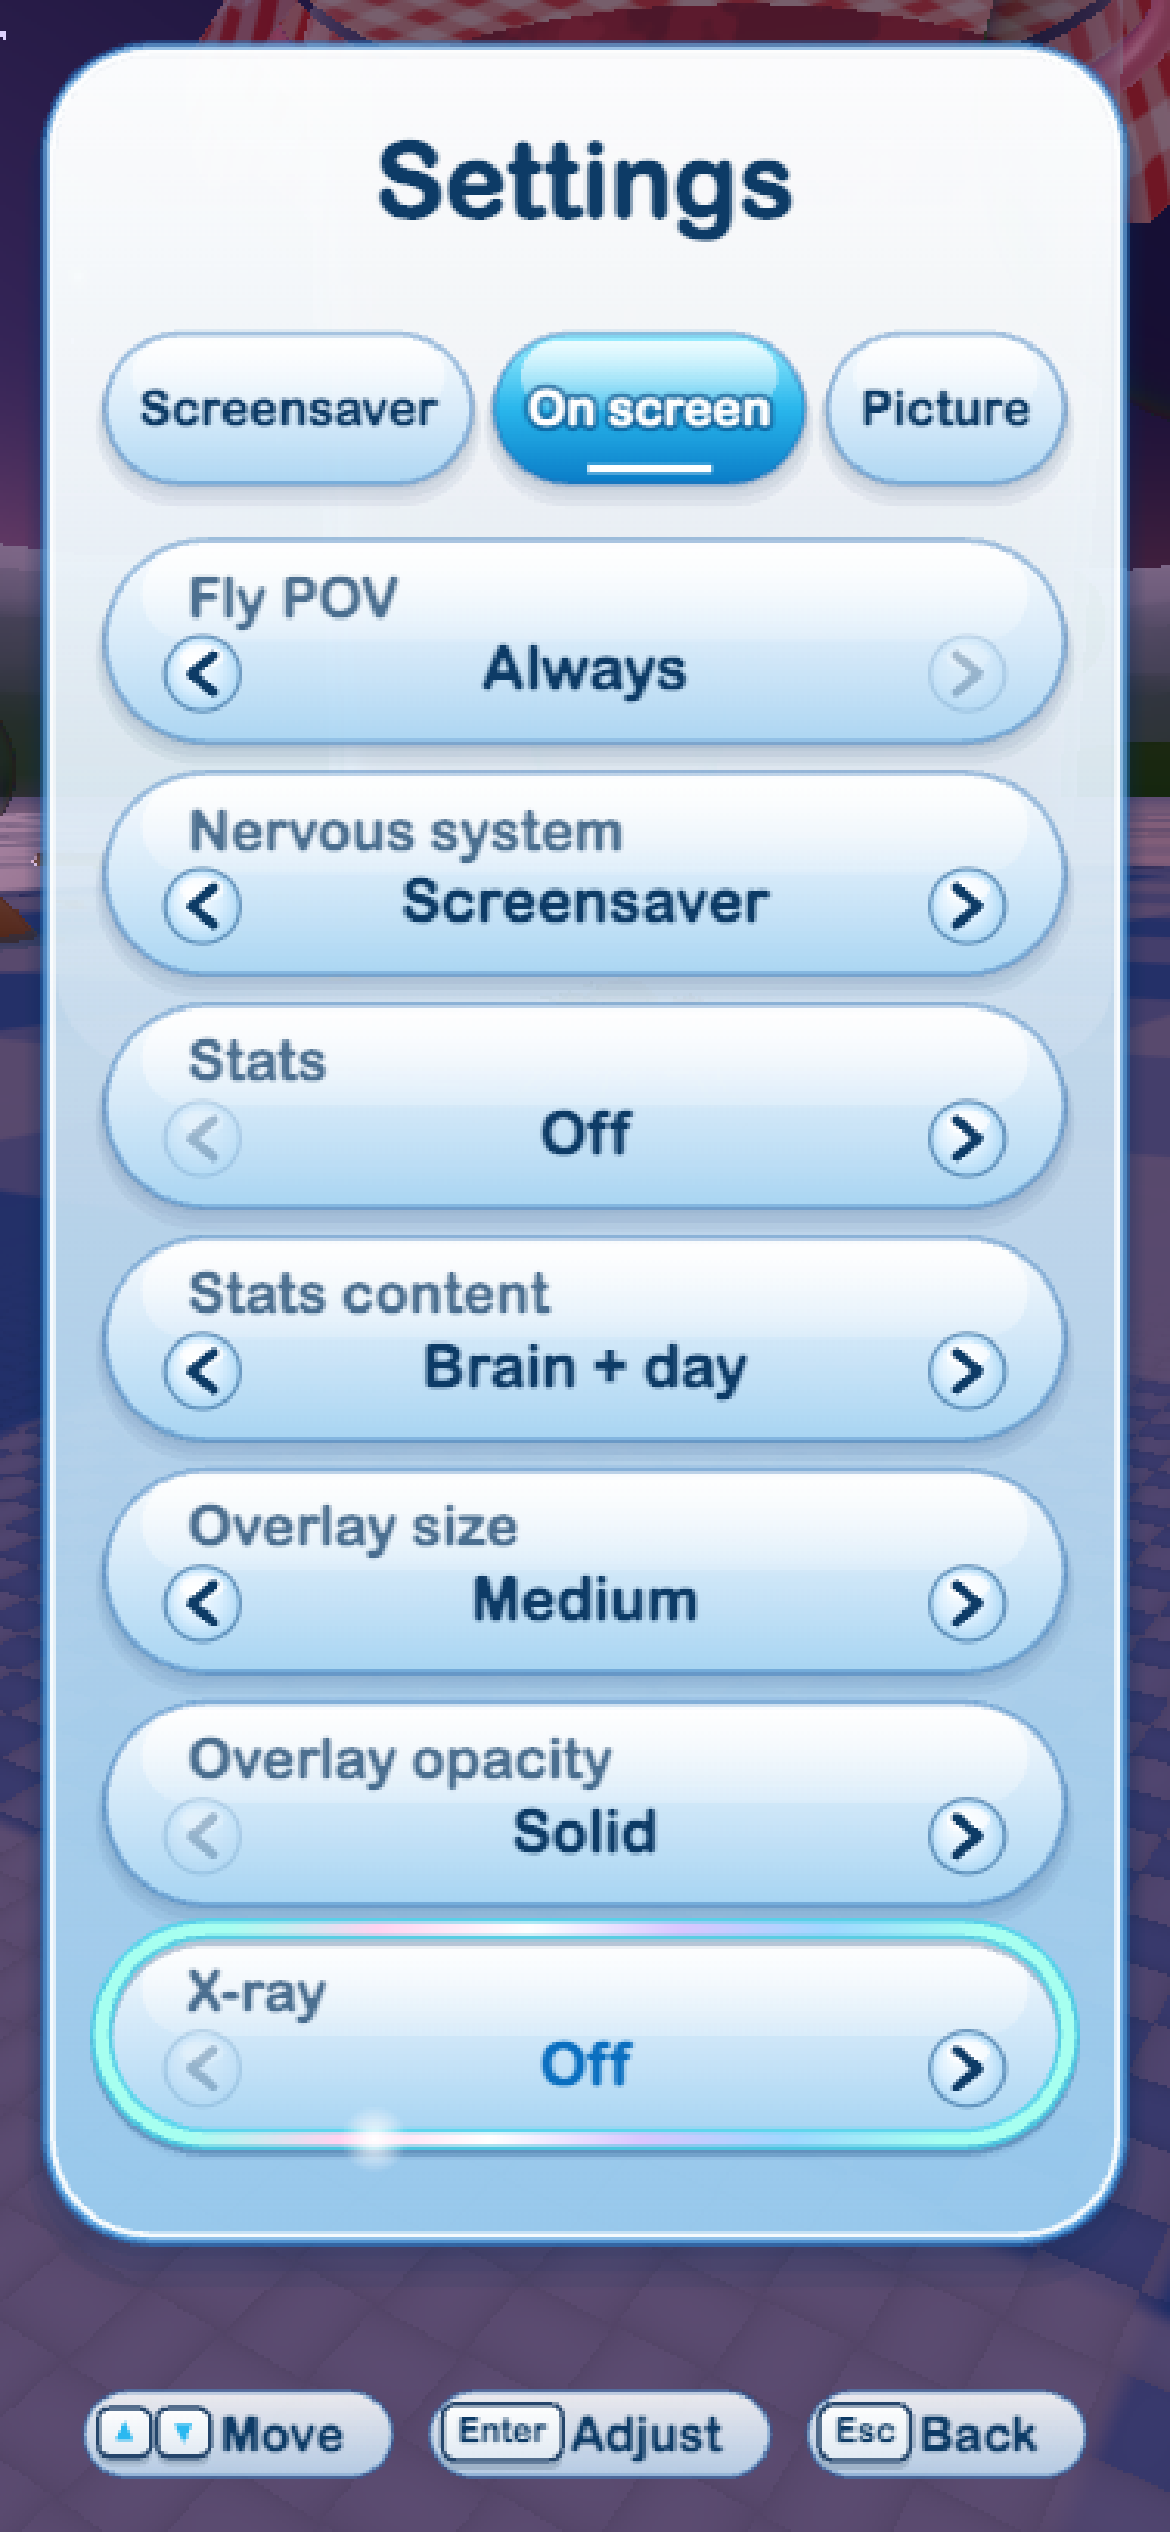 Settings
Screensaver On screen Picture
Fly POV
< Always >
Nervous system
< Screensaver >
Stats
< Off >
Stats content
< Brain + day >
Overlay size
< Medium >
Overlay opacity
< Solid >
X-ray
< Off >
▲ ▼ Move Enter Adjust Esc Back